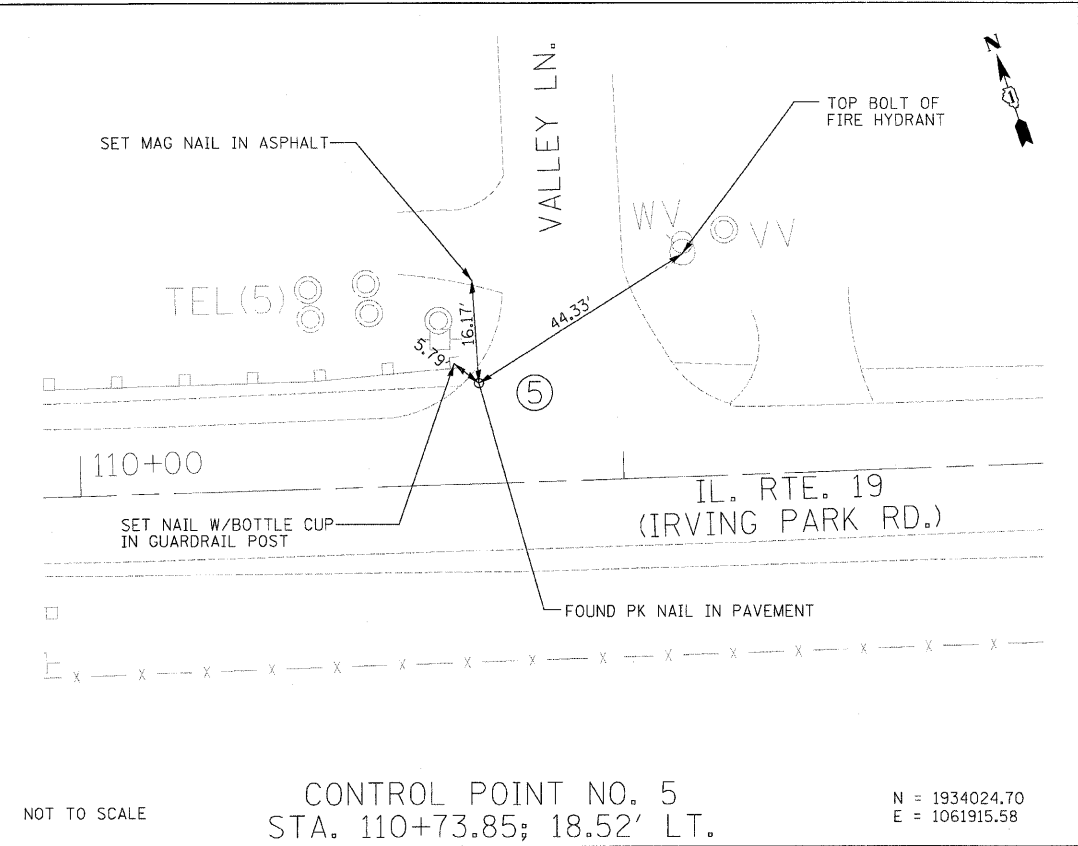 N
VALLEY LN.
TOP BOLT OF
FIRE HYDRANT
SET MAG NAIL IN ASPHALT
WV
VV
TEL(5)
16.17'
44.33'
5.79'
5
110+00
IL. RTE. 19
(IRVING PARK RD.)
SET NAIL W/BOTTLE CUP
IN GUARDRAIL POST
FOUND PK NAIL IN PAVEMENT
X X X X X X X X X X X X X X X
CONTROL POINT NO. 5
STA. 110+73.85; 18.52' LT.
NOT TO SCALE
N = 1934024.70
E = 1061915.58